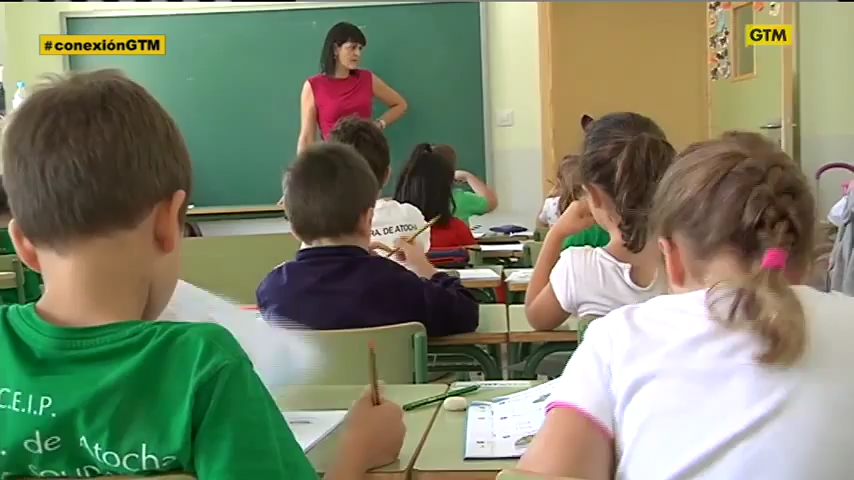 #conexiónGTM
GTM
RA. DE ATOCHA
C.E.I.P
de Atocha